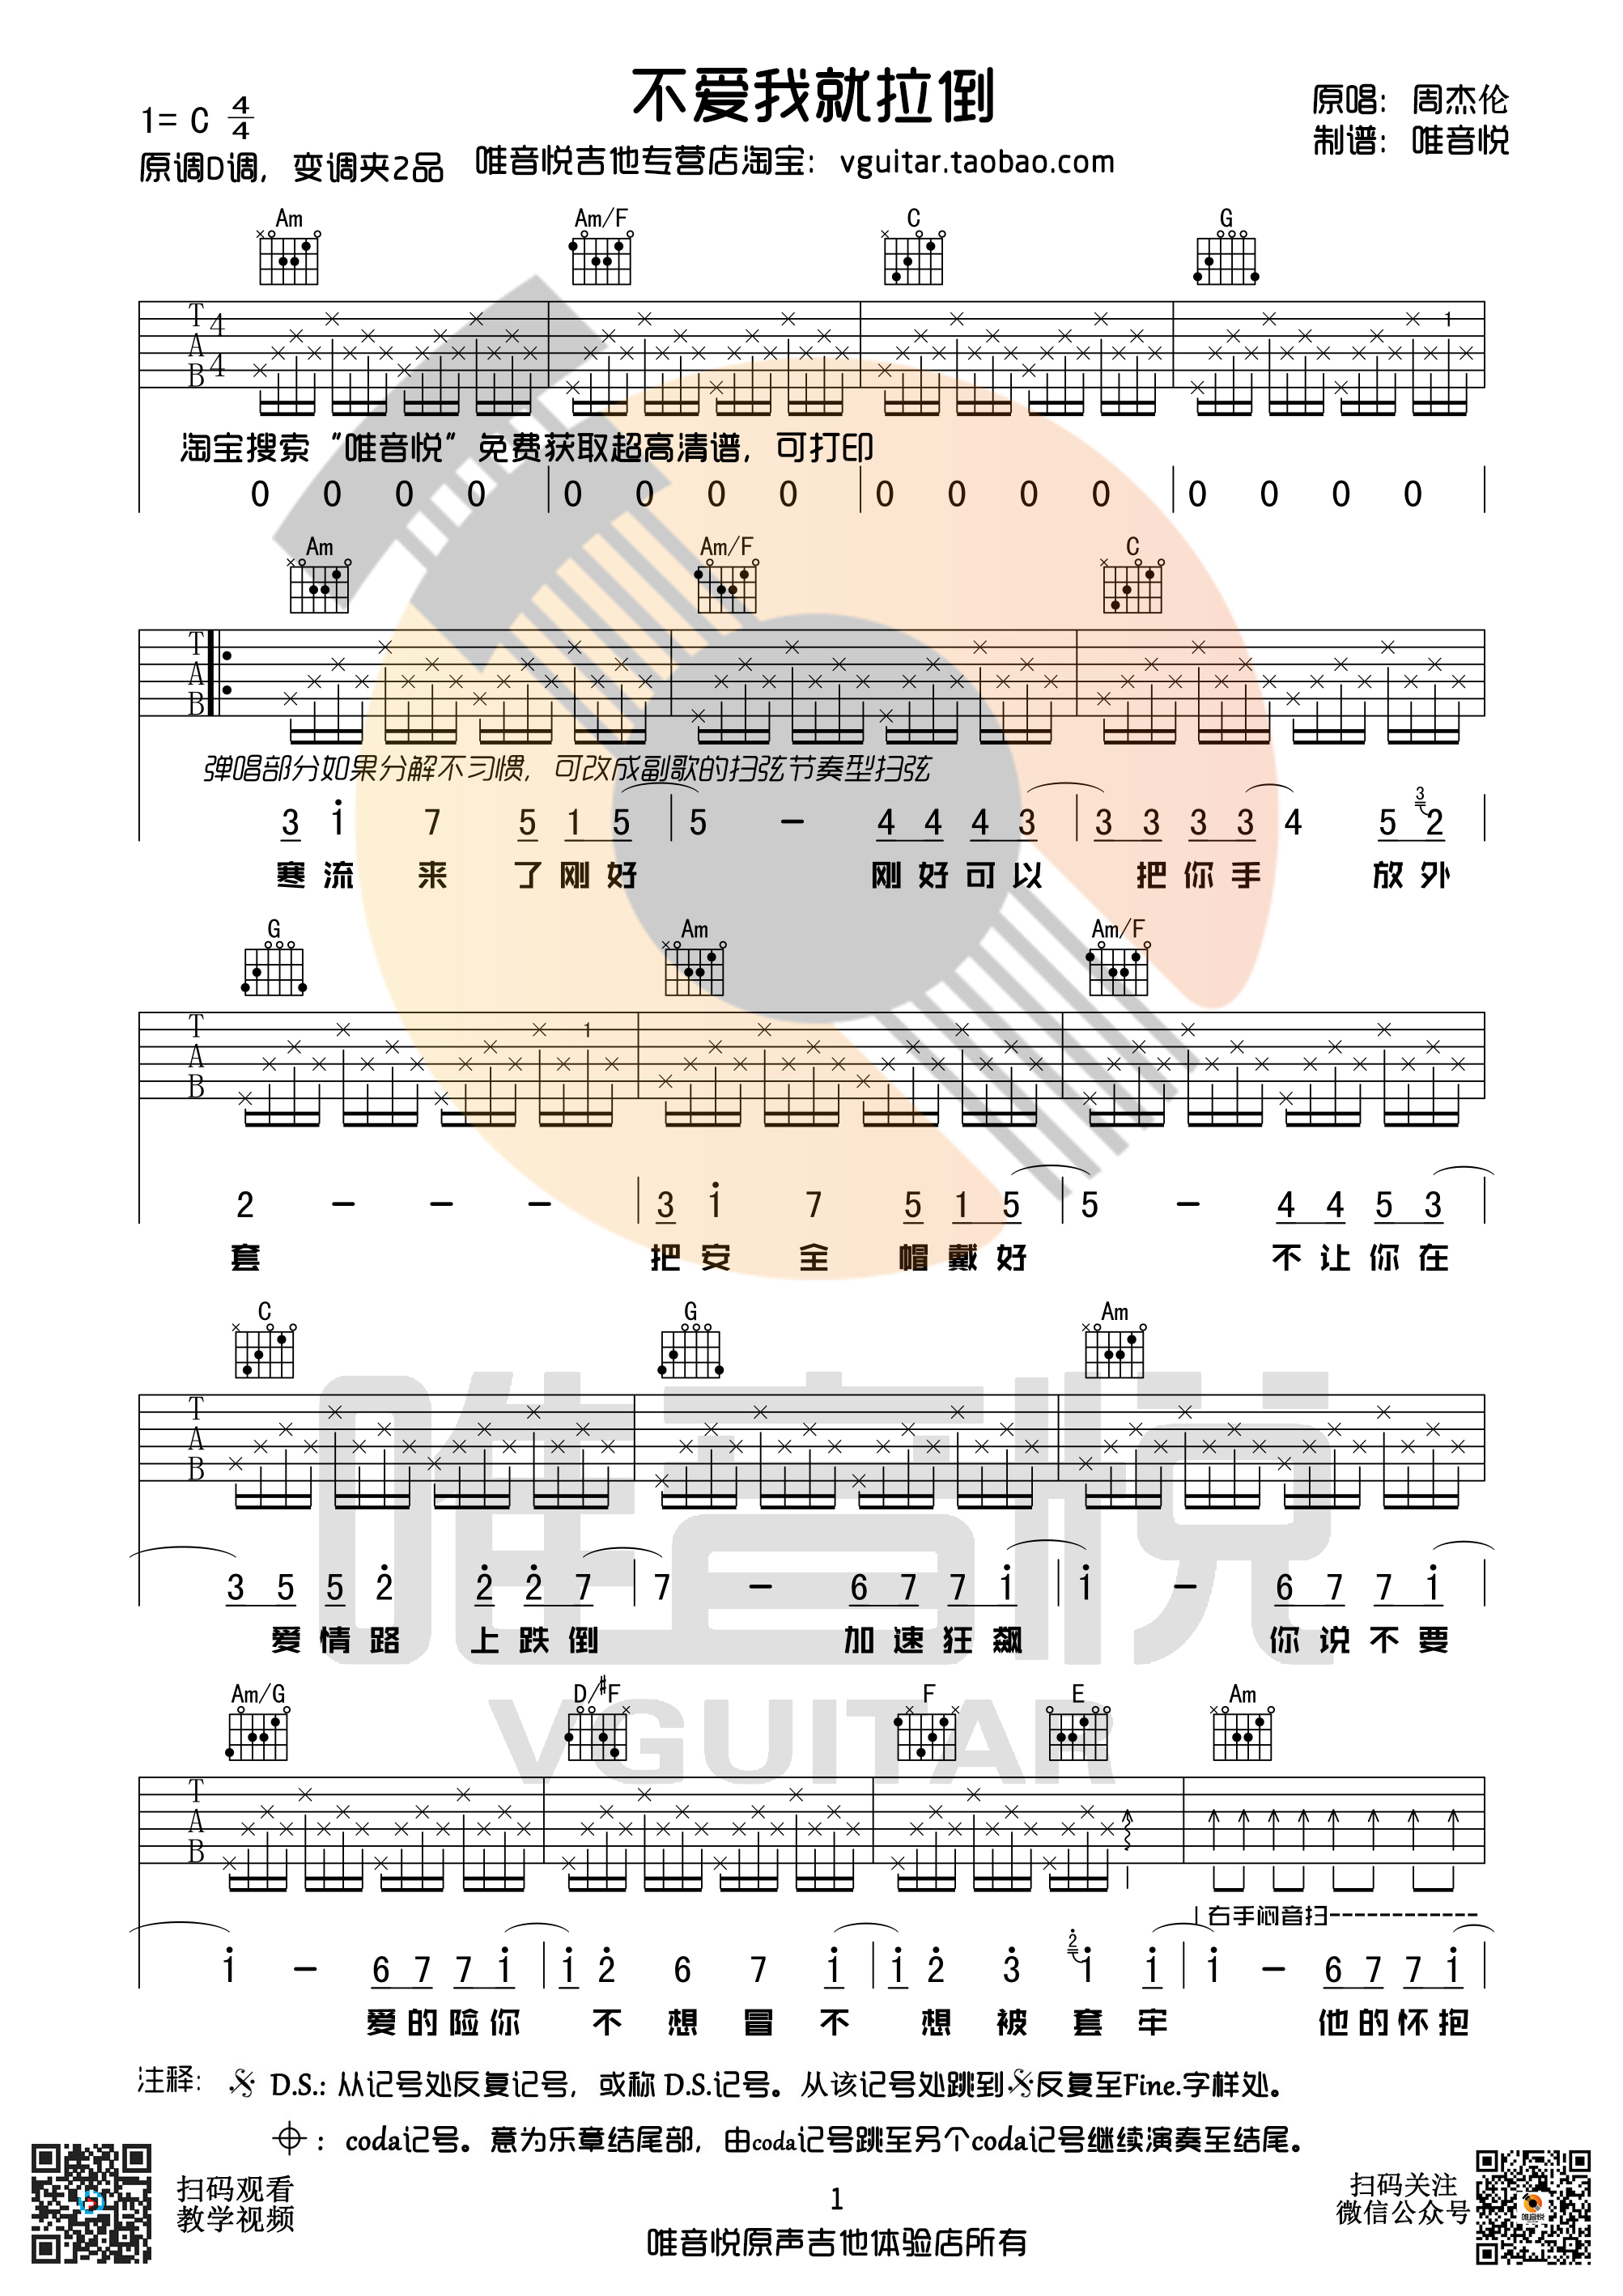 不爱我就拉倒
1= C 4/4
原唱：周杰伦
制谱：唯音悦
原调D调，变调夹2品
唯音悦吉他专营店淘宝：vguitar.taobao.com
Am Am/F C G
T A B 4 4
1
淘宝搜索“唯音悦”免费获取超高清谱，可打印
0 0 0 0 | 0 0 0 0 | 0 0 0 0 | 0 0 0 0 |
Am Am/F C
T A B
弹唱部分如果分解不习惯，可改成副歌的扫弦节奏型扫弦
3 i 7 5 1 5 | 5 – 4 4 4 3 | 3 3 3 3 4 5 3 2 |
寒流来了刚好 刚好可以 把你手 放外
G Am Am/F
T A B
1
2 – – – | 3 i 7 5 1 5 | 5 – 4 4 5 3 |
套 把安全帽戴好 不让你在
C G Am
T A B
3 5 5 2̇ 2̇ 2̇ 7 | 7 – 6 7 7 i | i – 6 7 7 i |
爱情路上跌倒 加速狂飙 你说不要
唯音悦
VGUITAR
Am/G D/#F F E Am
T A B
右手闷音扫
i – 6 7 7 i | i 2̇ 6 7 i | i 2̇ 3̇ 2̇ i i | i – 6 7 7 i |
爱的险你 不想冒不 想被套牢 他的怀抱
注释： 𝄋 D.S.：从记号处反复记号，或称 D.S.记号。从该记号处跳到𝄋反复至Fine.字样处。
𝄌：coda记号。意为乐章结尾部，由coda记号跳至另个coda记号继续演奏至结尾。
扫码观看
教学视频
1
唯音悦原声吉他体验店所有
扫码关注
微信公众号
唯音悦